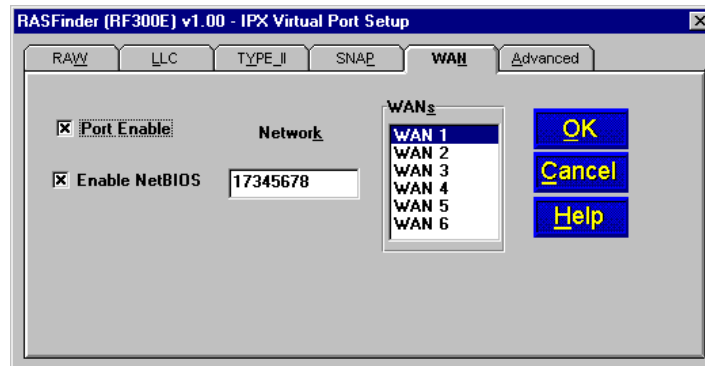 RASFinder (RF300E) v1.00 - IPX Virtual Port Setup
RAW LLC TYPE_II SNAP WAN Advanced
Port Enable
Enable NetBIOS
Network
17345678
WANs
WAN 1
WAN 2
WAN 3
WAN 4
WAN 5
WAN 6
OK
Cancel
Help